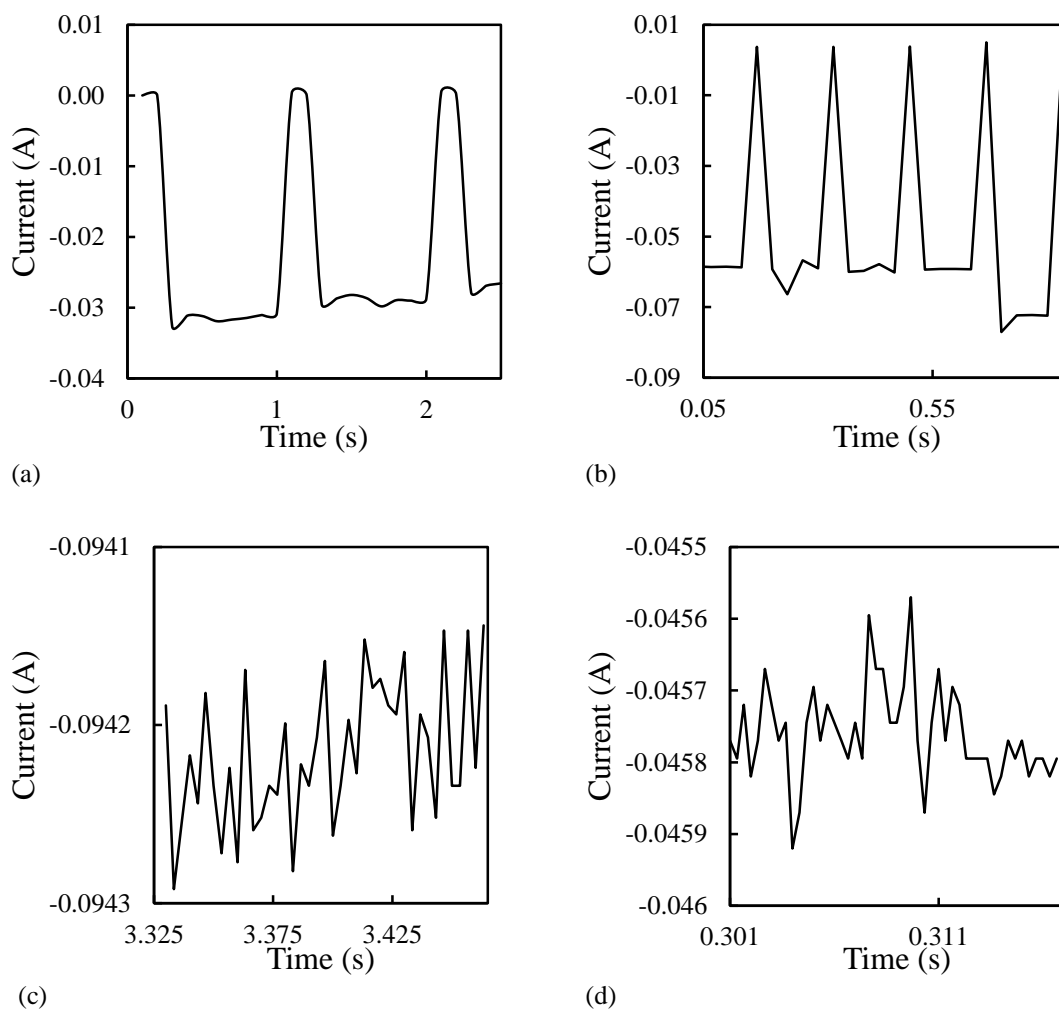 0.01
0.00
-0.01
-0.02
-0.03
-0.04
Current (A)
0 1 2
Time (s)
(a)
0.01
-0.01
-0.03
-0.05
-0.07
-0.09
Current (A)
0.05 0.55
Time (s)
(b)
-0.0941
-0.0942
-0.0943
Current (A)
3.325 3.375 3.425
Time (s)
(c)
-0.0455
-0.0456
-0.0457
-0.0458
-0.0459
-0.046
Current (A)
0.301 0.311
Time (s)
(d)